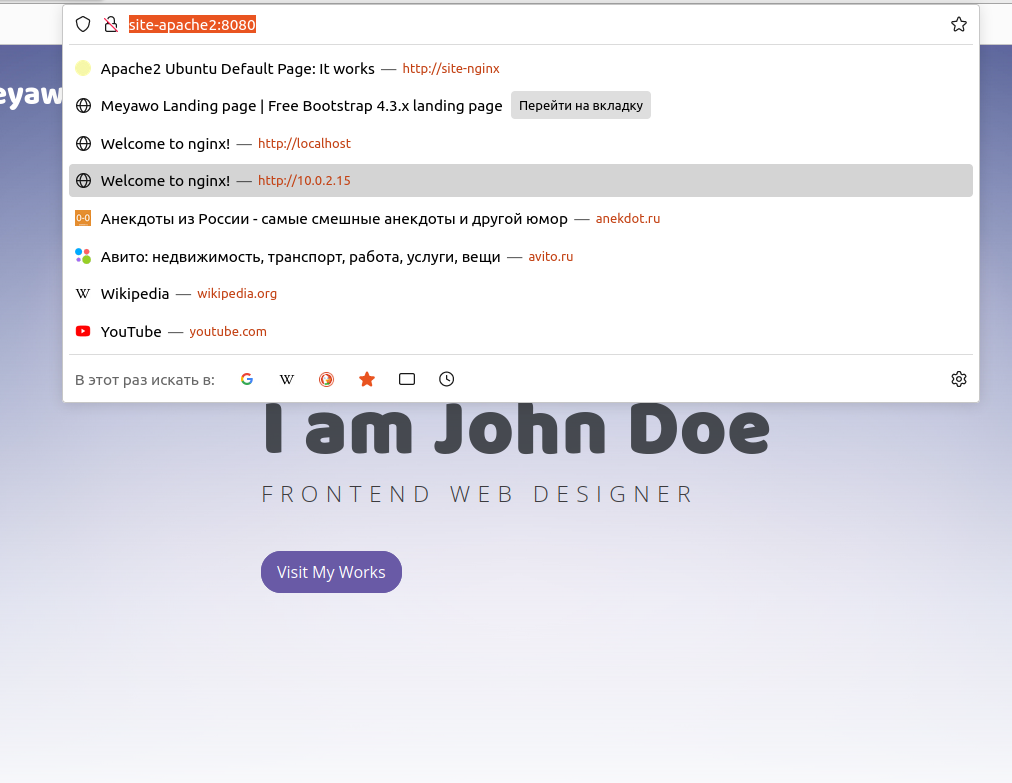 site-apache2:8080
Apache2 Ubuntu Default Page: It works — http://site-nginx
eyaw
Meyawo Landing page | Free Bootstrap 4.3.x landing page Перейти на вкладку
Welcome to nginx! — http://localhost
Welcome to nginx! — http://10.0.2.15
0-0 Анекдоты из России - самые смешные анекдоты и другой юмор — anekdot.ru
Авито: недвижимость, транспорт, работа, услуги, вещи — avito.ru
W Wikipedia — wikipedia.org
YouTube — youtube.com
В этот раз искать в: G W
I am John Doe
FRONTEND WEB DESIGNER
Visit My Works